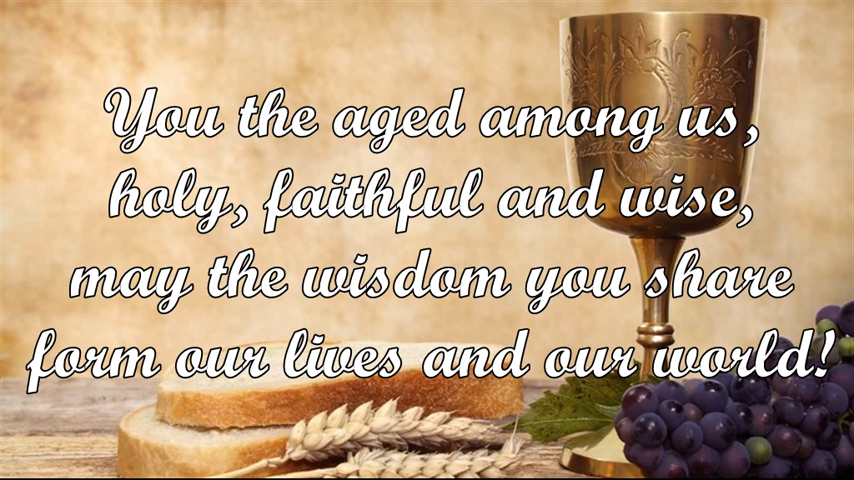 You the aged among us,
holy, faithful and wise,
may the wisdom you share
form our lives and our world!